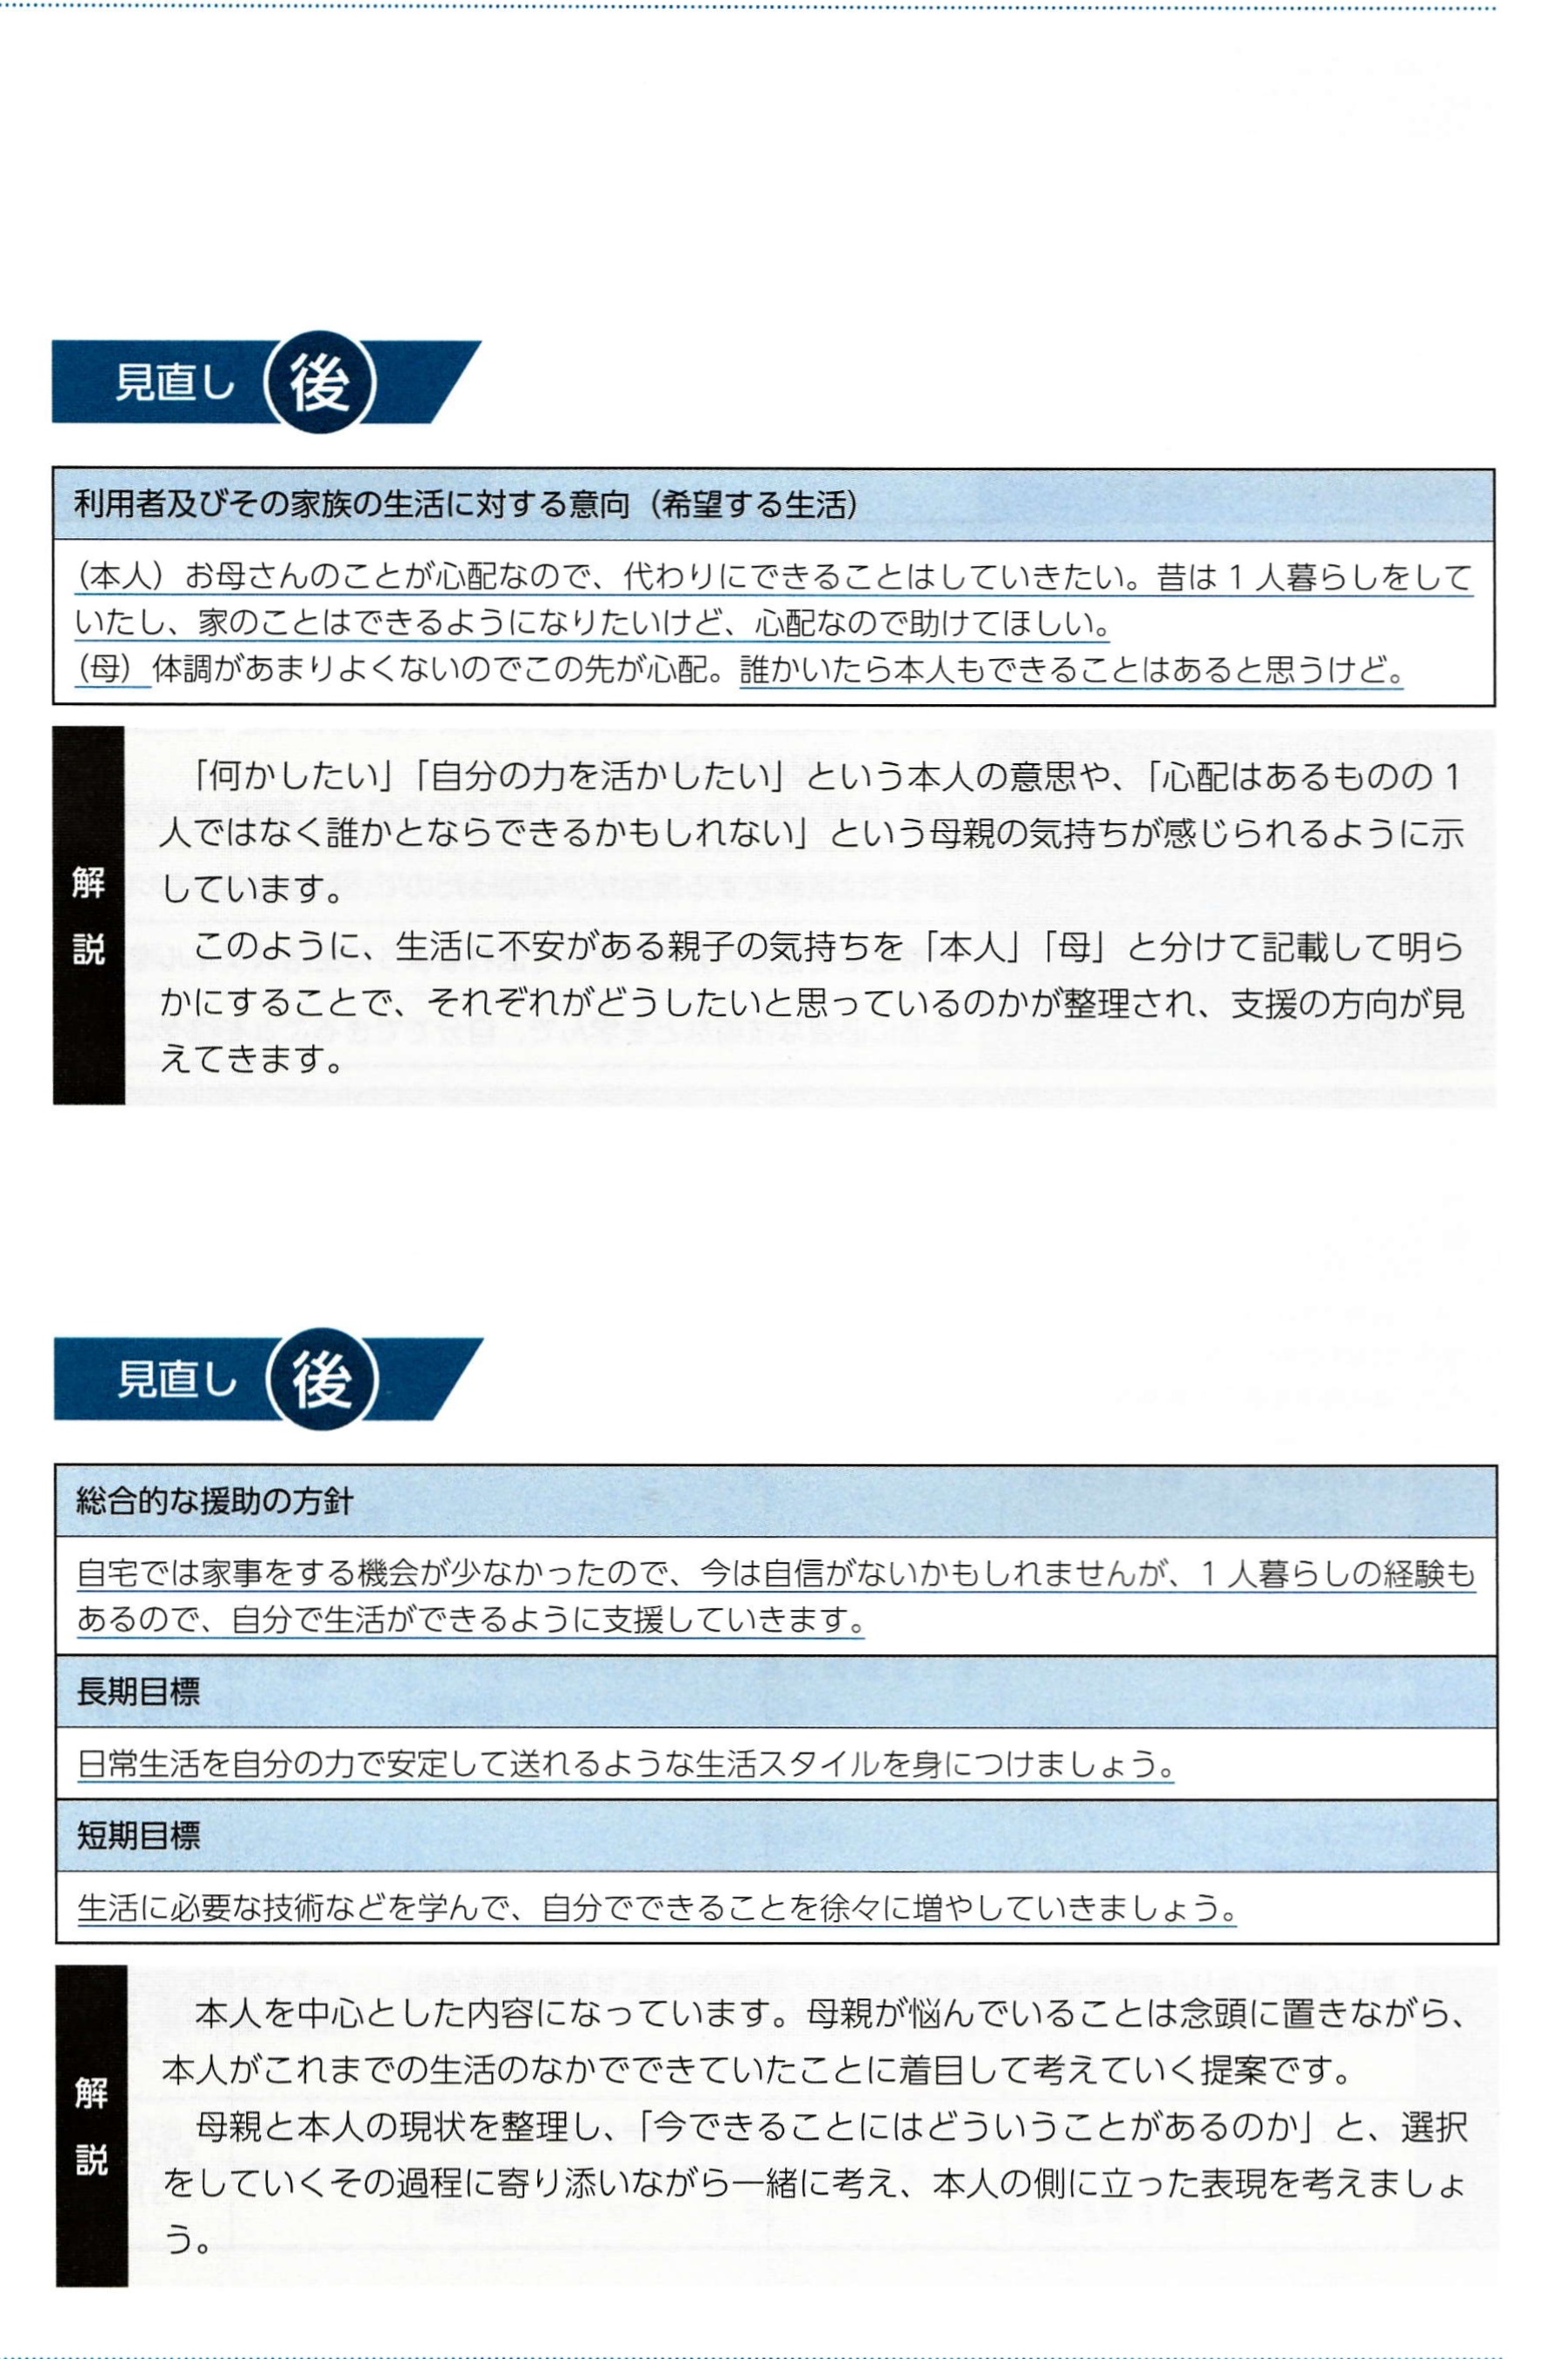 見直し 後
利用者及びその家族の生活に対する意向（希望する生活）
（本人）お母さんのことが心配なので、代わりにできることはしていきたい。昔は1人暮らしをして
いたし、家のことはできるようになりたいけど、心配なので助けてほしい。
（母）体調があまりよくないのでこの先が心配。誰かいたら本人もできることはあると思うけど。
解説
「何かしたい」「自分の力を活かしたい」という本人の意思や、「心配はあるものの1
人ではなく誰かとならできるかもしれない」という母親の気持ちが感じられるように示
しています。
このように、生活に不安がある親子の気持ちを「本人」「母」と分けて記載して明ら
かにすることで、それぞれがどうしたいと思っているのかが整理され、支援の方向が見
えてきます。
見直し 後
総合的な援助の方針
自宅では家事をする機会が少なかったので、今は自信がないかもしれませんが、1人暮らしの経験も
あるので、自分で生活ができるように支援していきます。
長期目標
日常生活を自分の力で安定して送れるような生活スタイルを身につけましょう。
短期目標
生活に必要な技術などを学んで、自分でできることを徐々に増やしていきましょう。
解説
本人を中心とした内容になっています。母親が悩んでいることは念頭に置きながら、
本人がこれまでの生活のなかでできていたことに着目して考えていく提案です。
母親と本人の現状を整理し、「今できることにはどういうことがあるのか」と、選択
をしていくその過程に寄り添いながら一緒に考え、本人の側に立った表現を考えましょ
う。